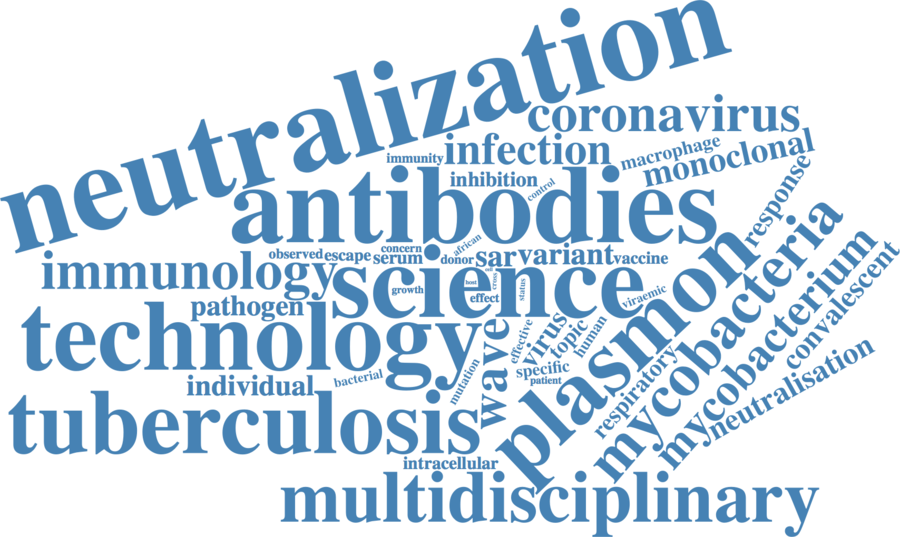 neutralization
coronavirus
infection
immunity
macrophage
monoclonal
inhibition
control
antibodies
response
african
concern
observed
escape
serum
donor
sar
variant
vaccine
immunology
science
cell
cross
host
status
growth
effect
viraemic
pathogen
plasmon
mycobacteria
mycobacterium
convalescent
technology
wave
effective
virus
topic
human
specific
patient
respiratory
neutralisation
mutation
bacterial
individual
tuberculosis
intracellular
multidisciplinary